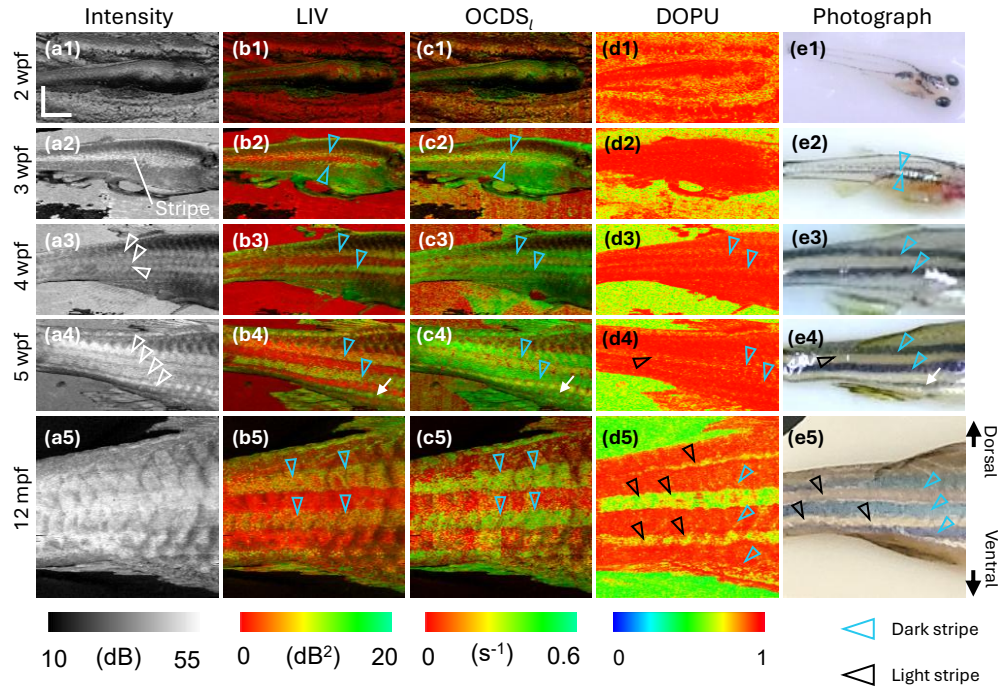 Intensity LIV OCDSl DOPU Photograph
2 wpf (a1) (b1) (c1) (d1) (e1)
3 wpf (a2) (b2) (c2) (d2) (e2)
Stripe
4 wpf (a3) (b3) (c3) (d3) (e3)
5 wpf (a4) (b4) (c4) (d4) (e4)
12 mpf (a5) (b5) (c5) (d5) (e5)
Dorsal
Ventral
10 (dB) 55 0 (dB²) 20 0 (s⁻¹) 0.6 0 1
Dark stripe
Light stripe